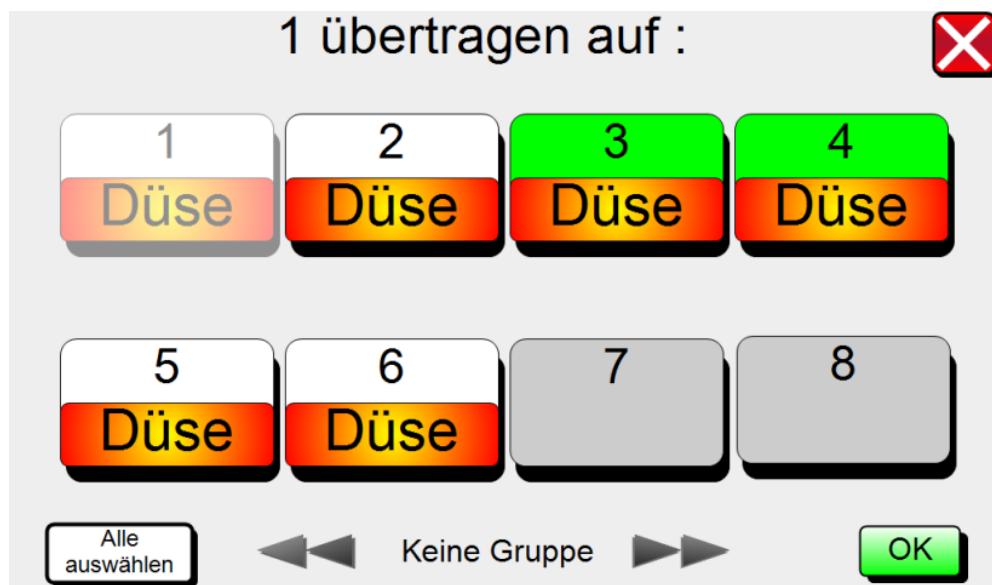 1 übertragen auf :
1 2 3 4
Düse Düse Düse Düse
5 6 7 8
Düse Düse
Alle
auswählen
Keine Gruppe
OK